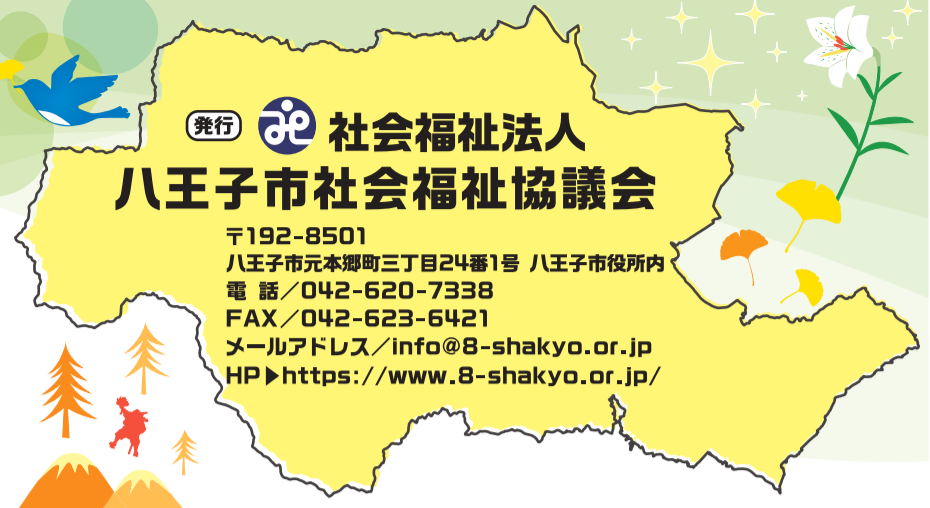 発行 社会福祉法人
八王子市社会福祉協議会
〒192-8501
八王子市元本郷町三丁目24番1号 八王子市役所内
電 話／042-620-7338
FAX／042-623-6421
メールアドレス／info@8-shakyo.or.jp
HP▶https://www.8-shakyo.or.jp/